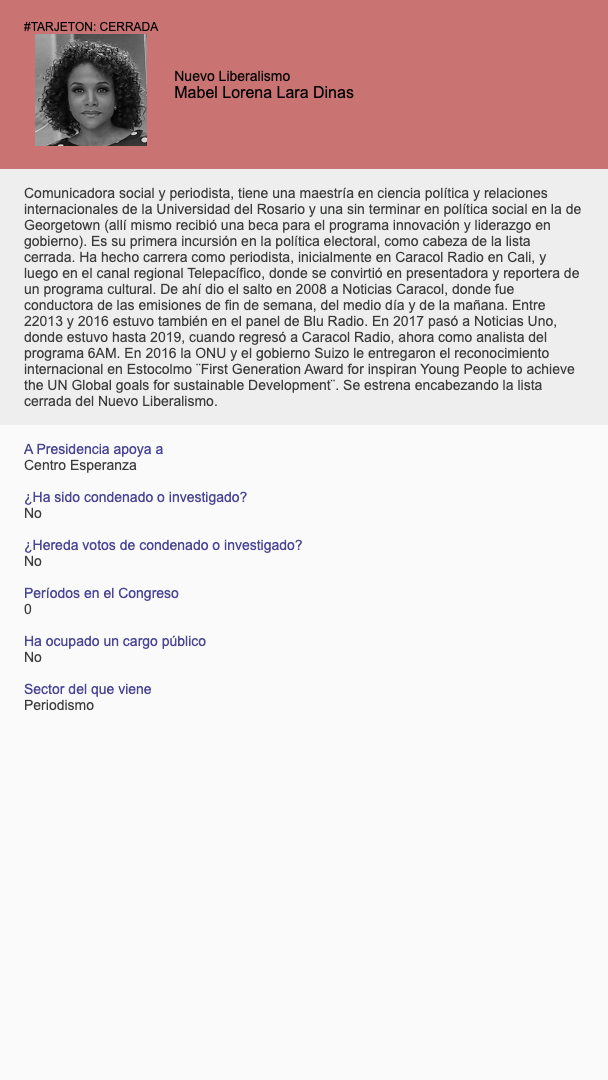 #TARJETON: CERRADA
Nuevo Liberalismo
Mabel Lorena Lara Dinas
Comunicadora social y periodista, tiene una maestría en ciencia política y relaciones
internacionales de la Universidad del Rosario y una sin terminar en política social en la de
Georgetown (allí mismo recibió una beca para el programa innovación y liderazgo en
gobierno). Es su primera incursión en la política electoral, como cabeza de la lista
cerrada. Ha hecho carrera como periodista, inicialmente en Caracol Radio en Cali, y
luego en el canal regional Telepacífico, donde se convirtió en presentadora y reportera de
un programa cultural. De ahí dio el salto en 2008 a Noticias Caracol, donde fue
conductora de las emisiones de fin de semana, del medio día y de la mañana. Entre
22013 y 2016 estuvo también en el panel de Blu Radio. En 2017 pasó a Noticias Uno,
donde estuvo hasta 2019, cuando regresó a Caracol Radio, ahora como analista del
programa 6AM. En 2016 la ONU y el gobierno Suizo le entregaron el reconocimiento
internacional en Estocolmo ¨First Generation Award for inspiran Young People to achieve
the UN Global goals for sustainable Development¨. Se estrena encabezando la lista
cerrada del Nuevo Liberalismo.
A Presidencia apoya a
Centro Esperanza
¿Ha sido condenado o investigado?
No
¿Hereda votos de condenado o investigado?
No
Períodos en el Congreso
0
Ha ocupado un cargo público
No
Sector del que viene
Periodismo